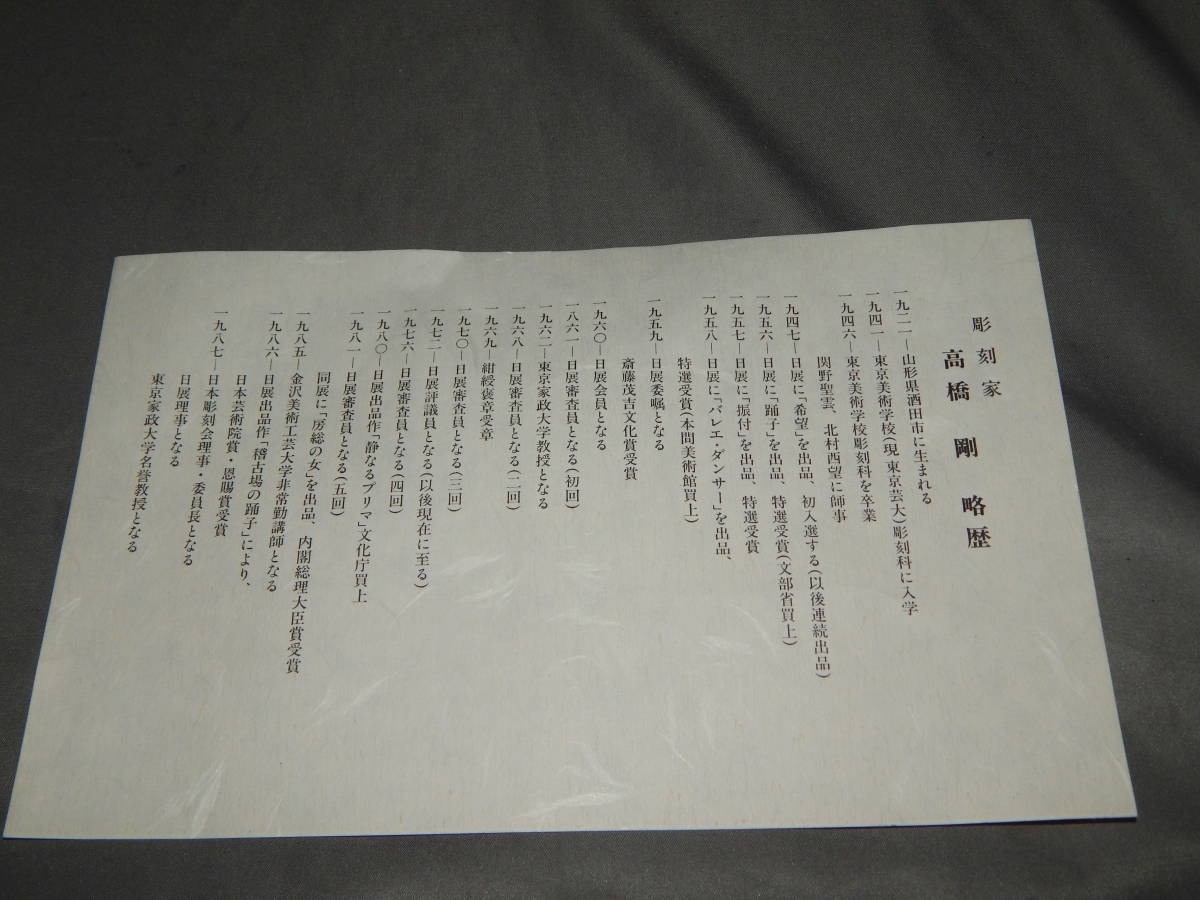 彫刻家
高橋 剛 略歴
一九二一―山形県酒田市に生まれる
一九四一―東京美術学校(現 東京芸大)彫刻科に入学
一九四六―東京美術学校彫刻科を卒業
関野聖雲、北村西望に師事
一九四七―日展に「希望」を出品、初入選する(以後連続出品)
一九五六―日展に「踊子」を出品、特選受賞(文部省買上)
一九五七―日展に「振付」を出品、特選受賞
一九五八―日展に「バレエ・ダンサー」を出品、
特選受賞(本間美術館買上)
一九五九―日展委嘱となる
斎藤茂吉文化賞受賞
一九六〇―日展会員となる
一八六一―日展審査員となる(初回)
一九六二―東京家政大学教授となる
一九六八―日展審査員となる(二回)
一九六九―紺綬褒章受章
一九七〇―日展審査員となる(三回)
一九七二―日展評議員となる(以後現在に至る)
一九七六―日展審査員となる(四回)
一九八〇―日展出品作「静なるプリマ」文化庁買上
一九八一―日展審査員となる(五回)
同展に「房総の女」を出品、内閣総理大臣賞受賞
一九八五―金沢美術工芸大学非常勤講師となる
一九八六―日展出品作「稽古場の踊子」により、
日本芸術院賞・恩賜賞受賞
一九八七―日本彫刻会理事・委員長となる
日展理事となる
東京家政大学名誉教授となる